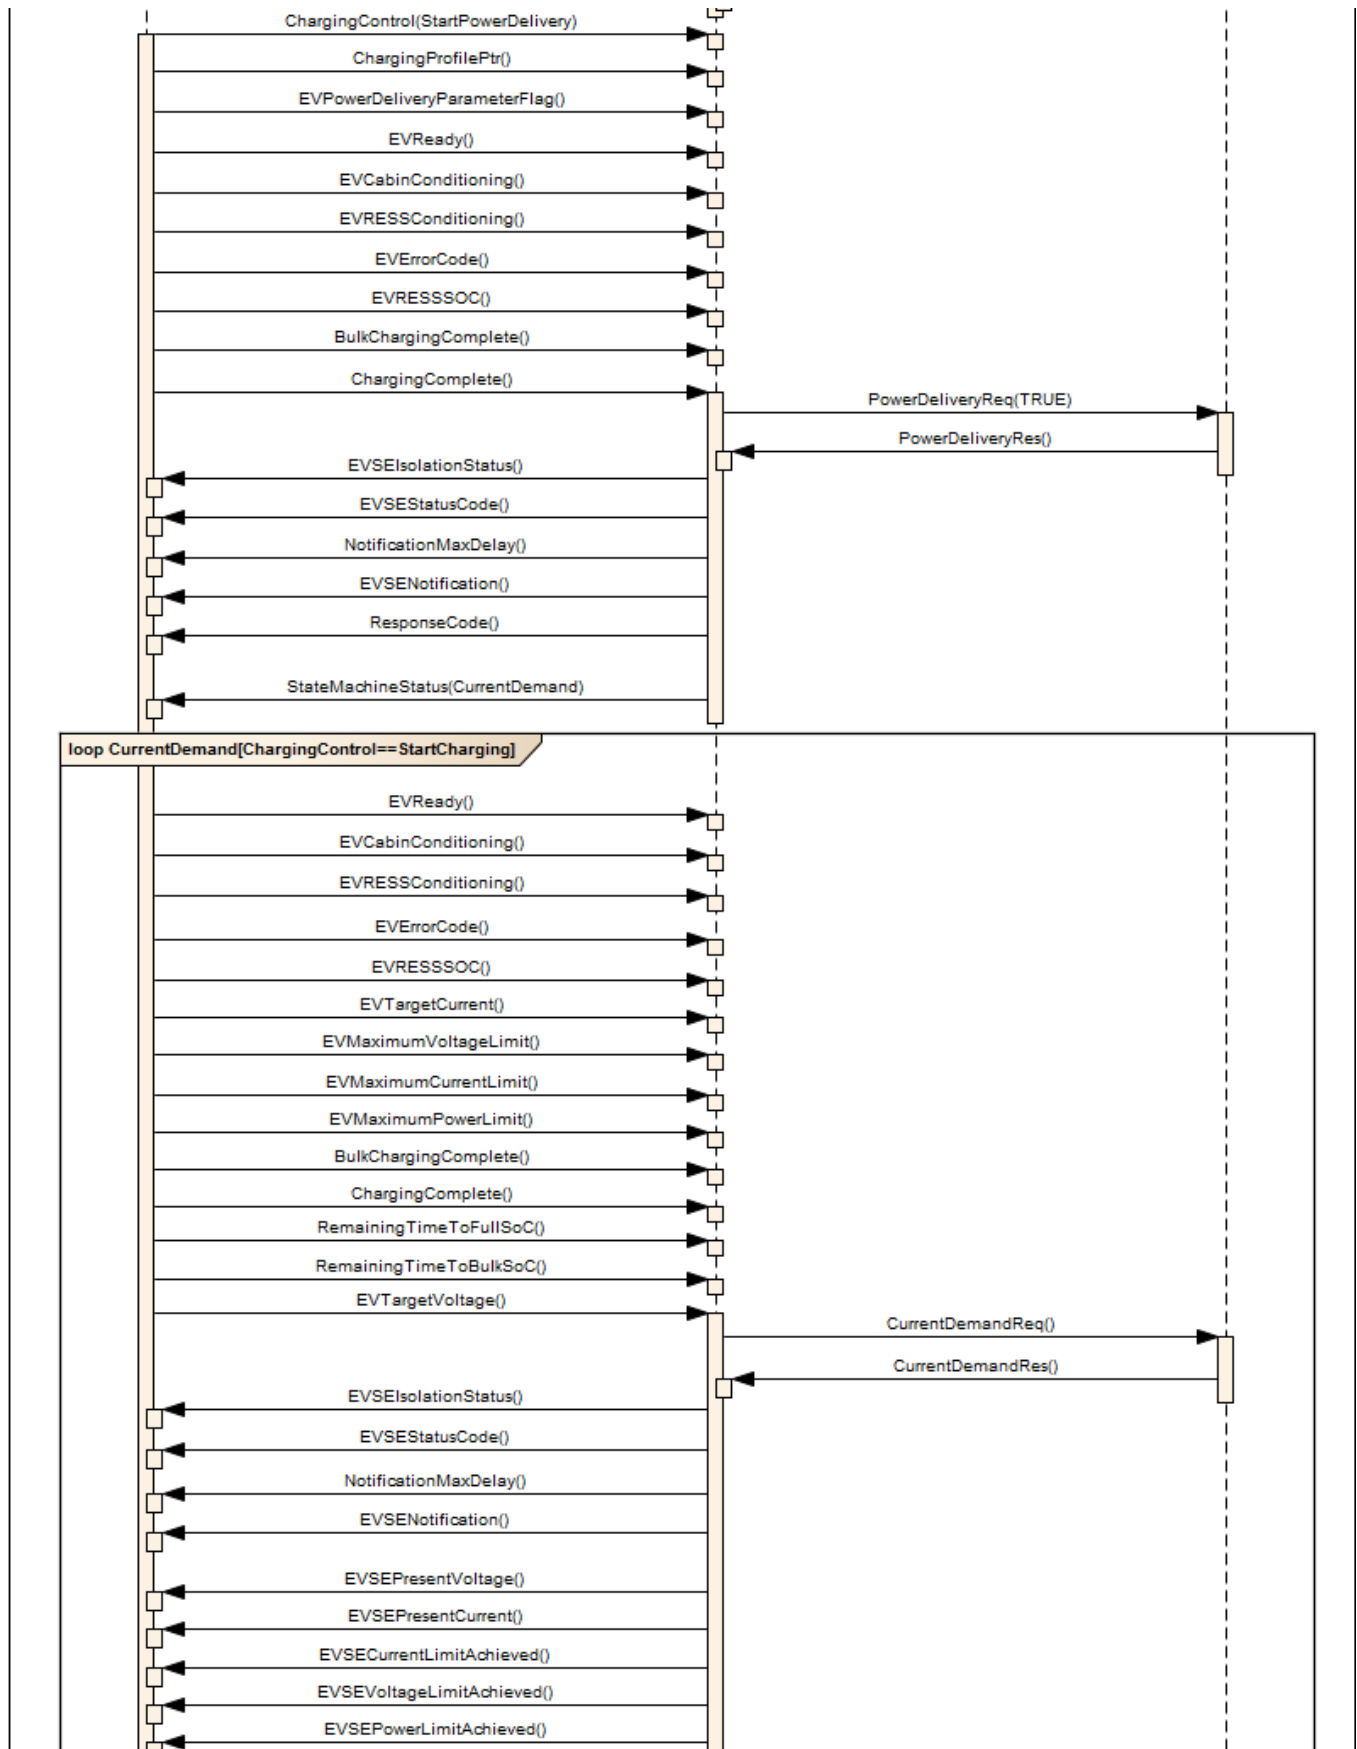 ChargingControl(StartPowerDelivery)
ChargingProfilePtr()
EVPowerDeliveryParameterFlag()
EVReady()
EVCabinConditioning()
EVRESSConditioning()
EVErrorCode()
EVRESSSOC()
BulkChargingComplete()
ChargingComplete()
PowerDeliveryReq(TRUE)
PowerDeliveryRes()
EVSEIsolationStatus()
EVSEStatusCode()
NotificationMaxDelay()
EVSENotification()
ResponseCode()
StateMachineStatus(CurrentDemand)
loop CurrentDemand[ChargingControl==StartCharging]
EVReady()
EVCabinConditioning()
EVRESSConditioning()
EVErrorCode()
EVRESSSOC()
EVTargetCurrent()
EVMaximumVoltageLimit()
EVMaximumCurrentLimit()
EVMaximumPowerLimit()
BulkChargingComplete()
ChargingComplete()
RemainingTimeToFullSoC()
RemainingTimeToBulkSoC()
EVTargetVoltage()
CurrentDemandReq()
CurrentDemandRes()
EVSEIsolationStatus()
EVSEStatusCode()
NotificationMaxDelay()
EVSENotification()
EVSEPresentVoltage()
EVSEPresentCurrent()
EVSECurrentLimitAchieved()
EVSEVoltageLimitAchieved()
EVSEPowerLimitAchieved()